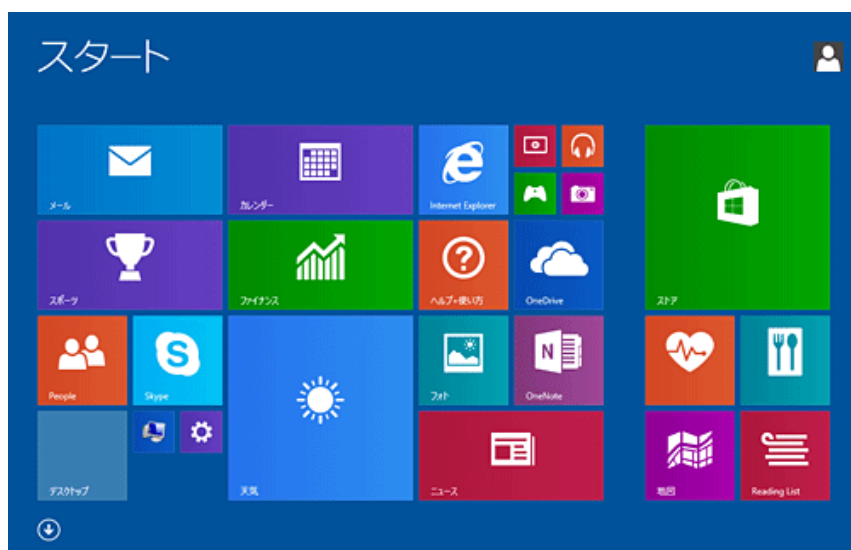 スタート
メール
カレンダー
Internet Explorer
スポーツ
ファイナンス
ヘルプ+使い方
OneDrive
ストア
People
Skype
フォト
OneNote
デスクトップ
天気
ニュース
地図
Reading List